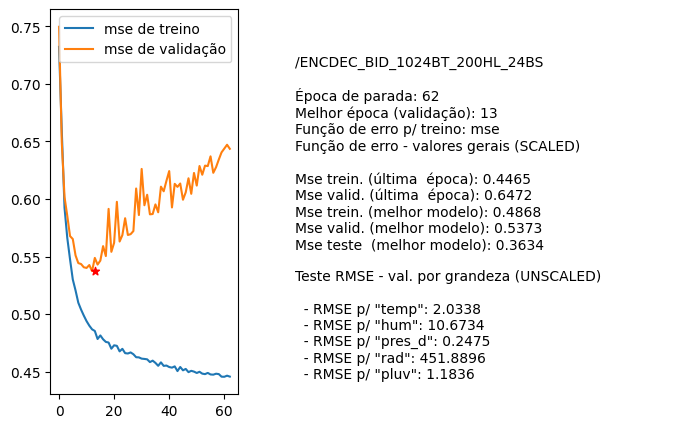 mse de treino
mse de validação
0.75
0.70
0.65
0.60
0.55
0.50
0.45
0
20
40
60
/ENCDEC_BID_1024BT_200HL_24BS
Época de parada: 62
Melhor época (validação): 13
Função de erro p/ treino: mse
Função de erro - valores gerais (SCALED)
Mse trein. (última  época): 0.4465
Mse valid. (última  época): 0.6472
Mse trein. (melhor modelo): 0.4868
Mse valid. (melhor modelo): 0.5373
Mse teste  (melhor modelo): 0.3634
Teste RMSE - val. por grandeza (UNSCALED)
- RMSE p/ "temp": 2.0338
- RMSE p/ "hum": 10.6734
- RMSE p/ "pres_d": 0.2475
- RMSE p/ "rad": 451.8896
- RMSE p/ "pluv": 1.1836